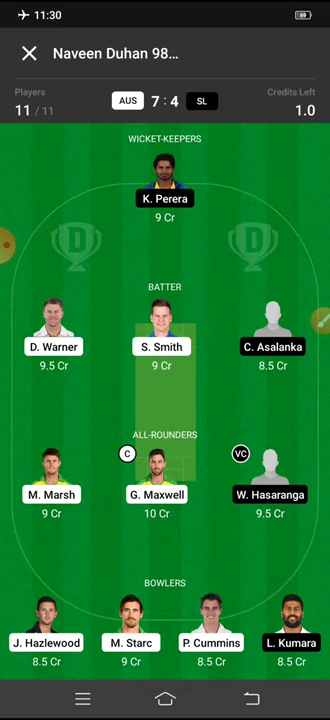 11:30
69
Naveen Duhan 98...
Players
11 / 11
AUS 7 : 4 SL
Credits Left
1.0
WICKET-KEEPERS
K. Perera
9 Cr
D
D
BATTER
D. Warner
S. Smith
C. Asalanka
9.5 Cr
9 Cr
8.5 Cr
ALL-ROUNDERS
C
VC
M. Marsh
G. Maxwell
W. Hasaranga
9 Cr
10 Cr
9.5 Cr
BOWLERS
J. Hazlewood
M. Starc
P. Cummins
L. Kumara
8.5 Cr
9 Cr
8.5 Cr
8.5 Cr